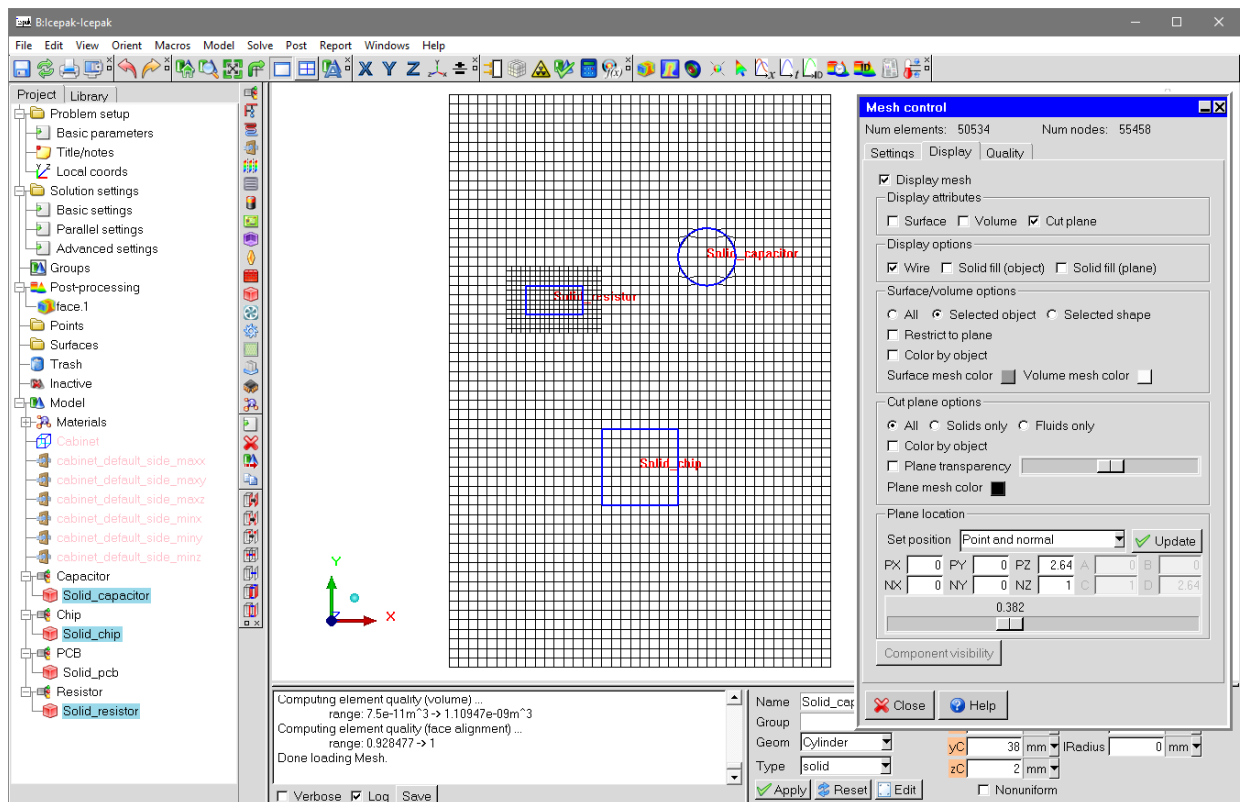 B:Icepak-Icepak
File Edit View Orient Macros Model Solve Post Report Windows Help
Project Library
Problem setup
Basic parameters
Title/notes
Local coords
Solution settings
Basic settings
Parallel settings
Advanced settings
Groups
Post-processing
face.1
Points
Surfaces
Trash
Inactive
Model
Materials
Cabinet
cabinet_default_side_maxx
cabinet_default_side_maxy
cabinet_default_side_maxz
cabinet_default_side_minx
cabinet_default_side_miny
cabinet_default_side_minz
Capacitor
Solid_capacitor
Chip
Solid_chip
PCB
Solid_pcb
Resistor
Solid_resistor
Solid_capacitor
Solid_resistor
Solid_chip
Y
Z
X
Mesh control
Num elements: 50534 Num nodes: 55458
Settings Display Quality
Display mesh
Display attributes
Surface Volume Cut plane
Display options
Wire Solid fill (object) Solid fill (plane)
Surface/volume options
All Selected object Selected shape
Restrict to plane
Color by object
Surface mesh color Volume mesh color
Cut plane options
All Solids only Fluids only
Color by object
Plane transparency
Plane mesh color
Plane location
Set position Point and normal Update
PX 0 PY 0 PZ 2.64 A 0 B 0
NX 0 NY 0 NZ 1 C 1 D 2.64
0.382
Component visibility
Close Help
Computing element quality (volume) ...
range: 7.5e-11m^3 -> 1.10947e-09m^3
Computing element quality (face alignment) ...
range: 0.928477 -> 1
Done loading Mesh.
Verbose Log Save
Name Solid_cap
Group
Geom Cylinder
Type solid
Apply Reset Edit
yC 38 mm IRadius 0 mm
zC 2 mm
Nonuniform